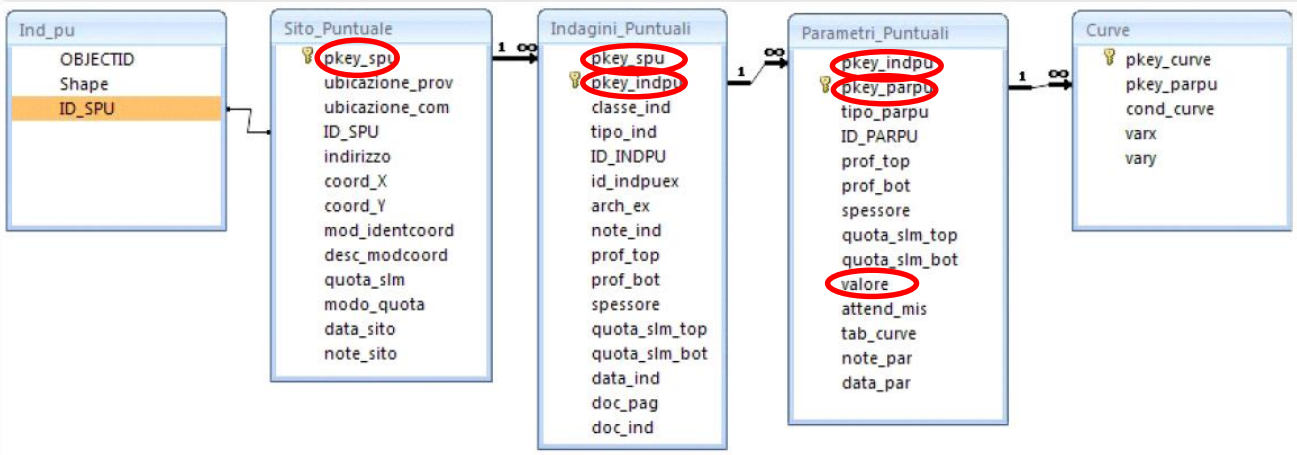 Ind_pu
OBJECTID
Shape
ID_SPU
Sito_Puntuale
pkey_spu
ubicazione_prov
ubicazione_com
ID_SPU
indirizzo
coord_X
coord_Y
mod_identcoord
desc_modcoord
quota_slm
modo_quota
data_sito
note_sito
1 ∞
Indagini_Puntuali
pkey_spu
pkey_indpu
classe_ind
tipo_ind
ID_INDPU
id_indpuex
arch_ex
note_ind
prof_top
prof_bot
spessore
quota_slm_top
quota_slm_bot
data_ind
doc_pag
doc_ind
1 ∞
Parametri_Puntuali
pkey_indpu
pkey_parpu
tipo_parpu
ID_PARPU
prof_top
prof_bot
spessore
quota_slm_top
quota_slm_bot
valore
attend_mis
tab_curve
note_par
data_par
1 ∞
Curve
pkey_curve
pkey_parpu
cond_curve
varx
vary